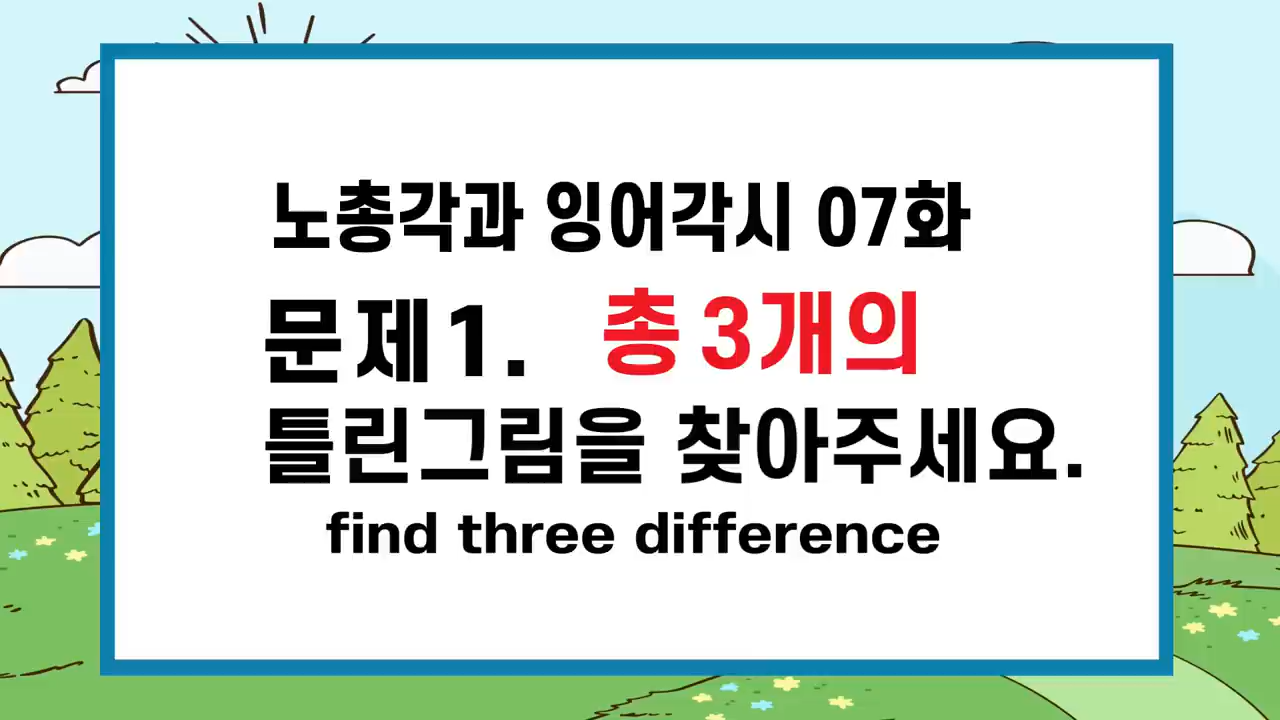 노총각과 잉어각시 07화
문제1. 총 3개의
틀린그림을 찾아주세요.
find three difference